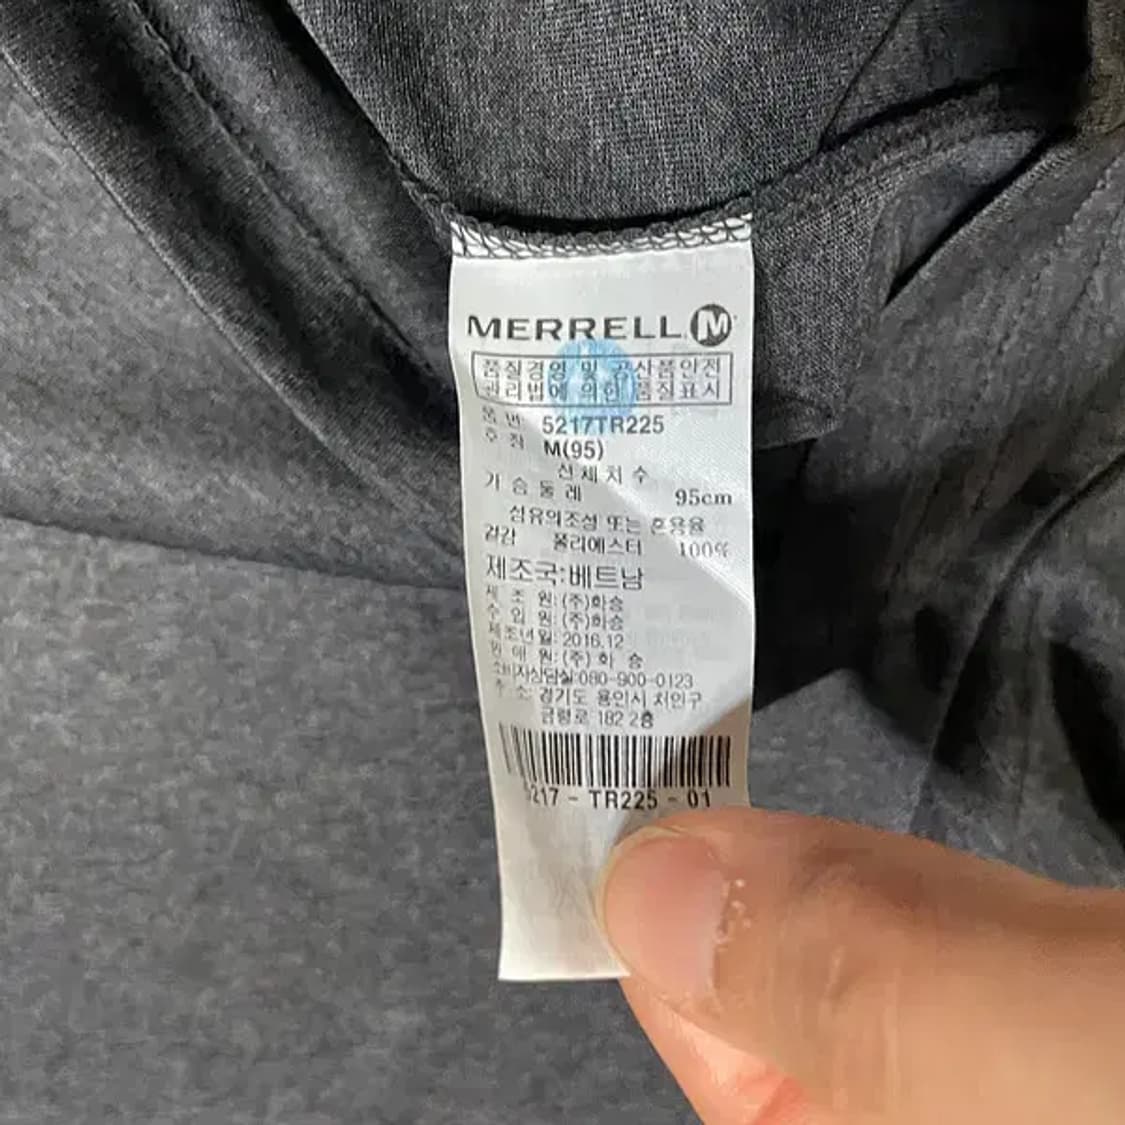 MERRELL M
품질경영 및 공산품안전
관리법에 의한 품질표시
품 번 5217TR225
호 칭 M(95)
신 체 치 수
가 슴 둘 레 95cm
섬유의조성 또는 혼용율
겉감 폴리에스터 100%
제조국:베트남
제 조 원: (주)화승
수 입 원: (주)화승
제조년월: 2016.12
판 매 원: (주) 화 승
소비자상담실:080-900-0123
주 소: 경기도 용인시 처인구
금령로 182 2층
5217 - TR225 - 01